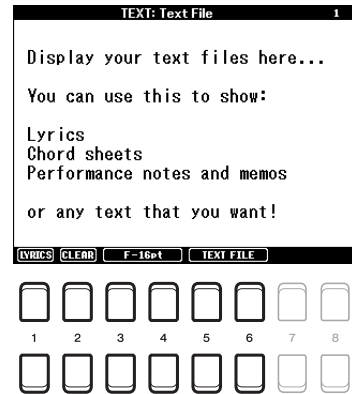 TEXT: Text File 1
Display your text files here...
You can use this to show:
Lyrics
Chord sheets
Performance notes and memos
or any text that you want!
LYRICS CLEAR F-16pt TEXT FILE
1 2 3 4 5 6 7 8